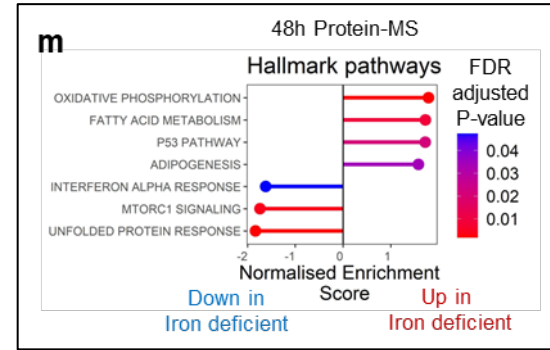 m
48h Protein-MS
Hallmark pathways
FDR
adjusted
P-value
OXIDATIVE PHOSPHORYLATION
FATTY ACID METABOLISM
P53 PATHWAY
ADIPOGENESIS
INTERFERON ALPHA RESPONSE
MTORC1 SIGNALING
UNFOLDED PROTEIN RESPONSE
0.04
0.03
0.02
0.01
-2 -1 0 1
Normalised Enrichment
Score
Down in
Iron deficient
Up in
Iron deficient